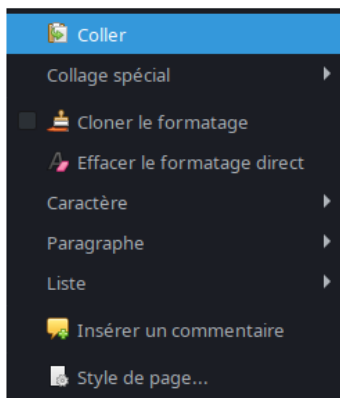 Coller
Collage spécial
Cloner le formatage
Effacer le formatage direct
Caractère
Paragraphe
Liste
Insérer un commentaire
Style de page...